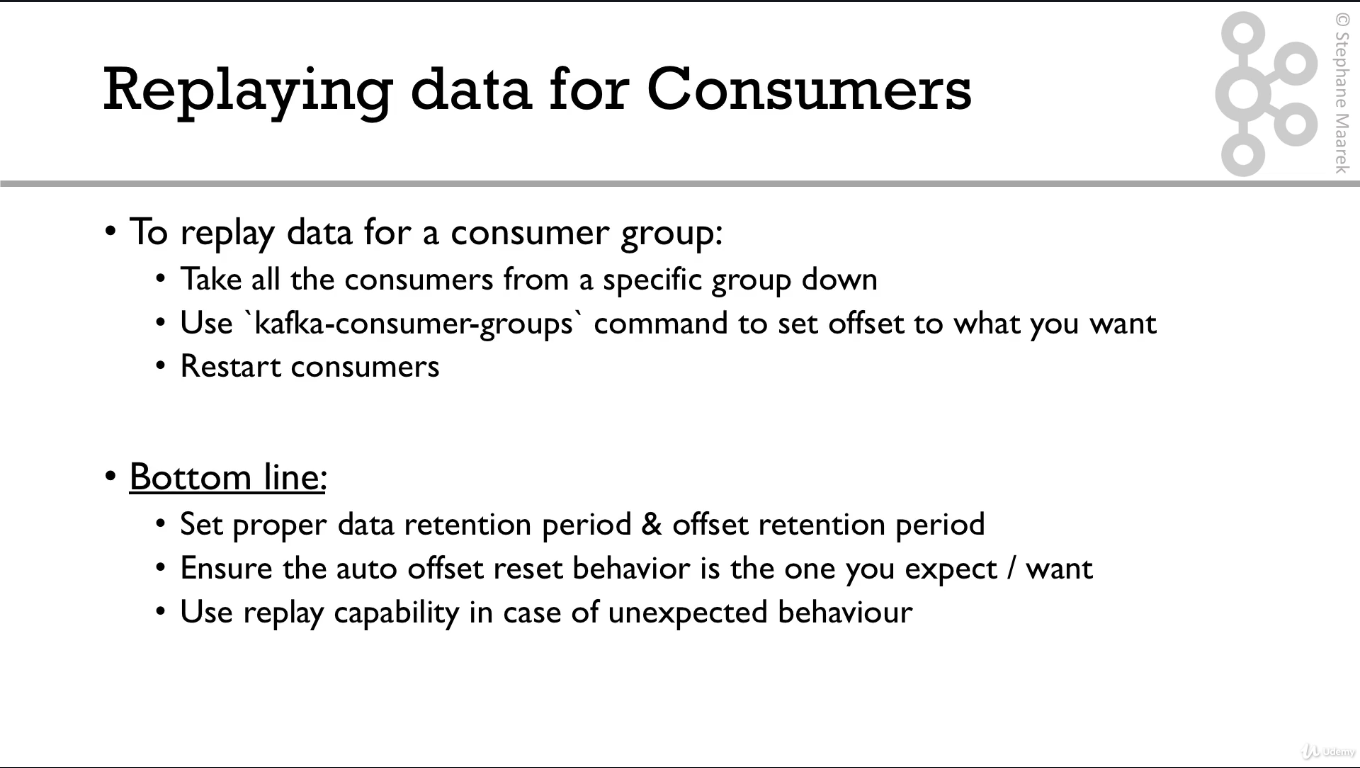 Replaying data for Consumers
© Stephane Maarek
• To replay data for a consumer group:
• Take all the consumers from a specific group down
• Use `kafka-consumer-groups` command to set offset to what you want
• Restart consumers
• Bottom line:
• Set proper data retention period & offset retention period
• Ensure the auto offset reset behavior is the one you expect / want
• Use replay capability in case of unexpected behaviour
Udemy